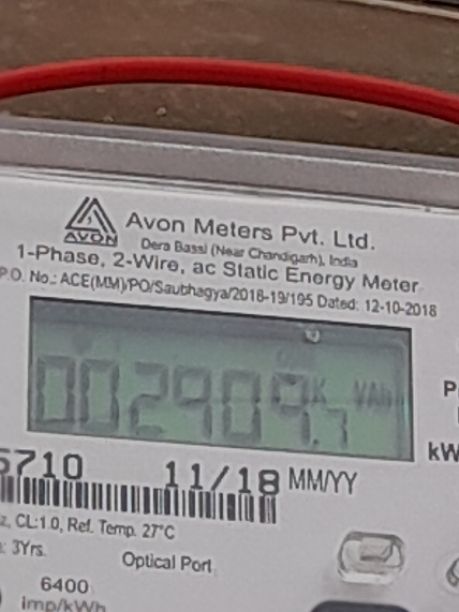 AVON
Avon Meters Pvt. Ltd.
Dera Bassi (Near Chandigarh), India
1-Phase, 2-Wire, ac Static Energy Meter
P.O. No.: ACE(MM)/PO/Saubhagya/2018-19/195 Dated: 12-10-2018
002909.7 K VAh
P
kW
5710 11/18 MM/YY
z, CL:1.0, Ref. Temp. 27°C
: 3Yrs.
Optical Port
6400
imp/kWh